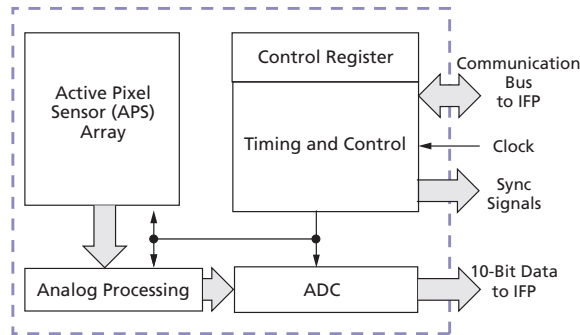 Active Pixel
Sensor (APS)
Array
Control Register
Timing and Control
Communication
Bus
to IFP
Clock
Sync
Signals
Analog Processing
ADC
10-Bit Data
to IFP